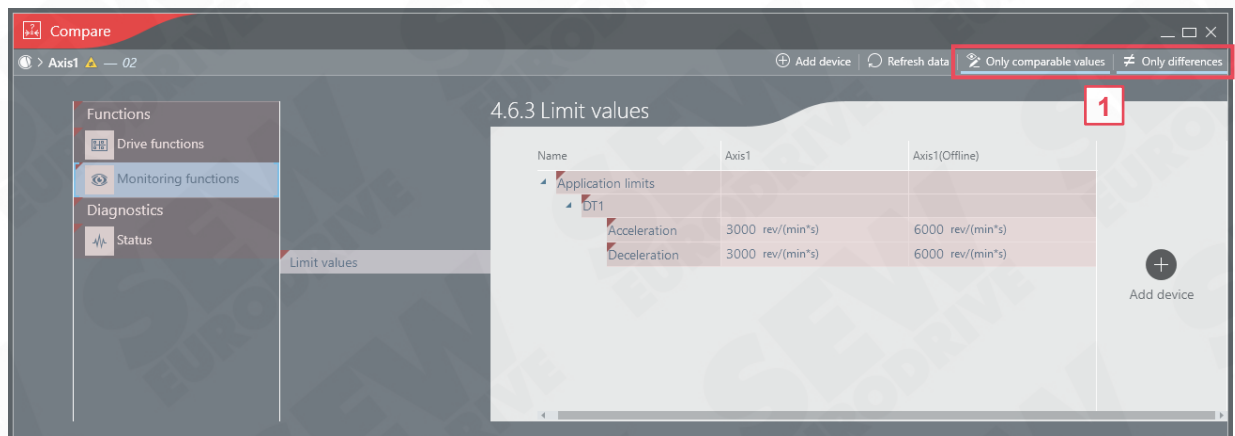 Compare
> Axis1 — 02
Add device
Refresh data
Only comparable values
≠ Only differences
1
Functions
Drive functions
Monitoring functions
Diagnostics
Status
Limit values
4.6.3 Limit values
Name Axis1 Axis1(Offline)
Application limits
DT1
Acceleration 3000 rev/(min*s) 6000 rev/(min*s)
Deceleration 3000 rev/(min*s) 6000 rev/(min*s)
Add device
SEW
EURODRIVE